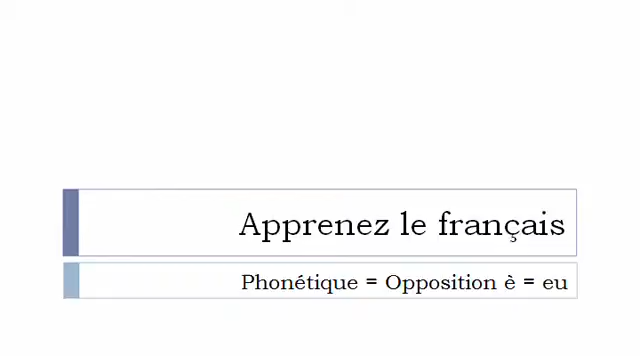 Apprenez le français
Phonétique = Opposition è = eu